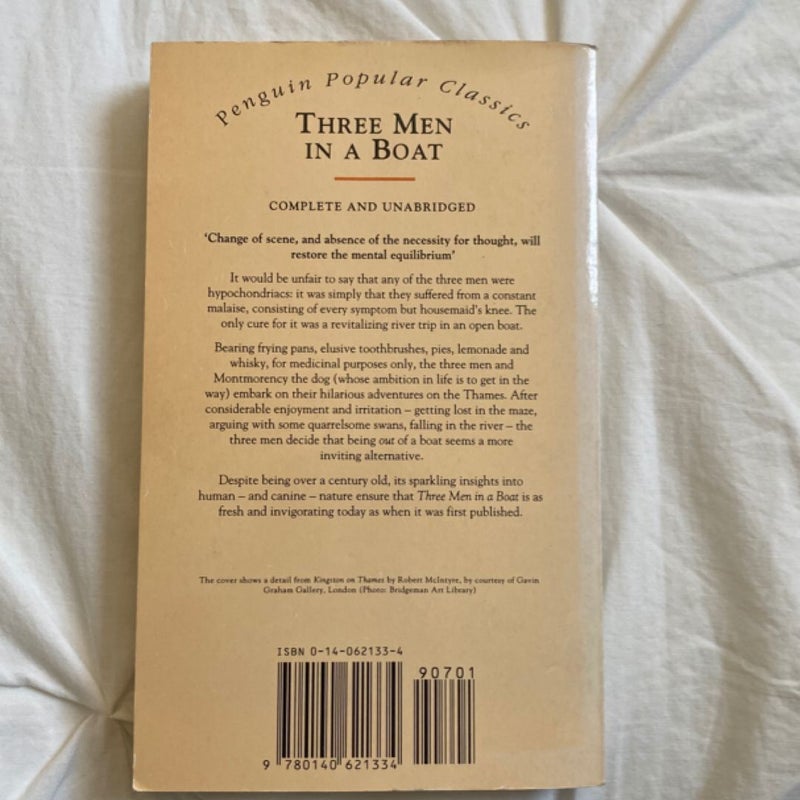 Penguin Popular Classics
THREE MEN
IN A BOAT
COMPLETE AND UNABRIDGED
‘Change of scene, and absence of the necessity for thought, will
restore the mental equilibrium’
It would be unfair to say that any of the three men were
hypochondriacs: it was simply that they suffered from a constant
malaise, consisting of every symptom but housemaid's knee. The
only cure for it was a revitalizing river trip in an open boat.
Bearing frying pans, elusive toothbrushes, pies, lemonade and
whisky, for medicinal purposes only, the three men and
Montmorency the dog (whose ambition in life is to get in the
way) embark on their hilarious adventures on the Thames. After
considerable enjoyment and irritation – getting lost in the maze,
arguing with some quarrelsome swans, falling in the river – the
three men decide that being out of a boat seems a more
inviting alternative.
Despite being over a century old, its sparkling insights into
human – and canine – nature ensure that Three Men in a Boat is as
fresh and invigorating today as when it was first published.
The cover shows a detail from Kingston on Thames by Robert McIntyre, by courtesy of Gavin
Graham Gallery, London (Photo: Bridgeman Art Library)
ISBN 0-14-062133-4
90701
9 780140 621334